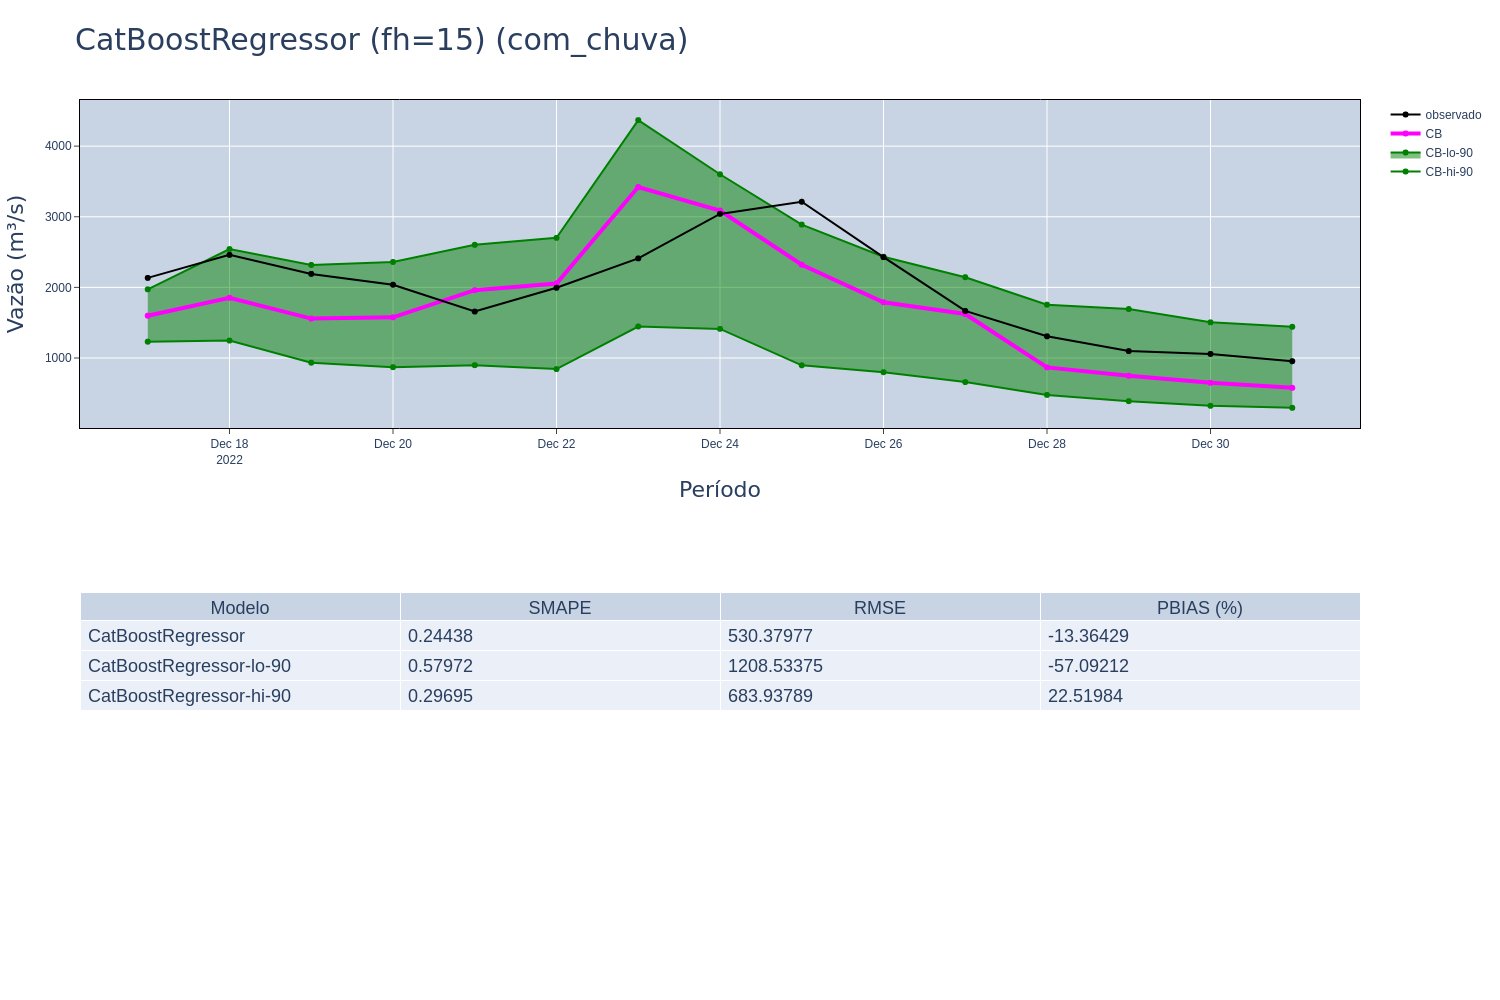 CatBoostRegressor (fh=15) (com_chuva)
observado
CB
CB-lo-90
CB-hi-90
Vazão (m³/s)
4000
3000
2000
1000
Dec 18 Dec 20 Dec 22 Dec 24 Dec 26 Dec 28 Dec 30
2022
Período
Modelo SMAPE RMSE PBIAS (%)
CatBoostRegressor 0.24438 530.37977 -13.36429
CatBoostRegressor-lo-90 0.57972 1208.53375 -57.09212
CatBoostRegressor-hi-90 0.29695 683.93789 22.51984